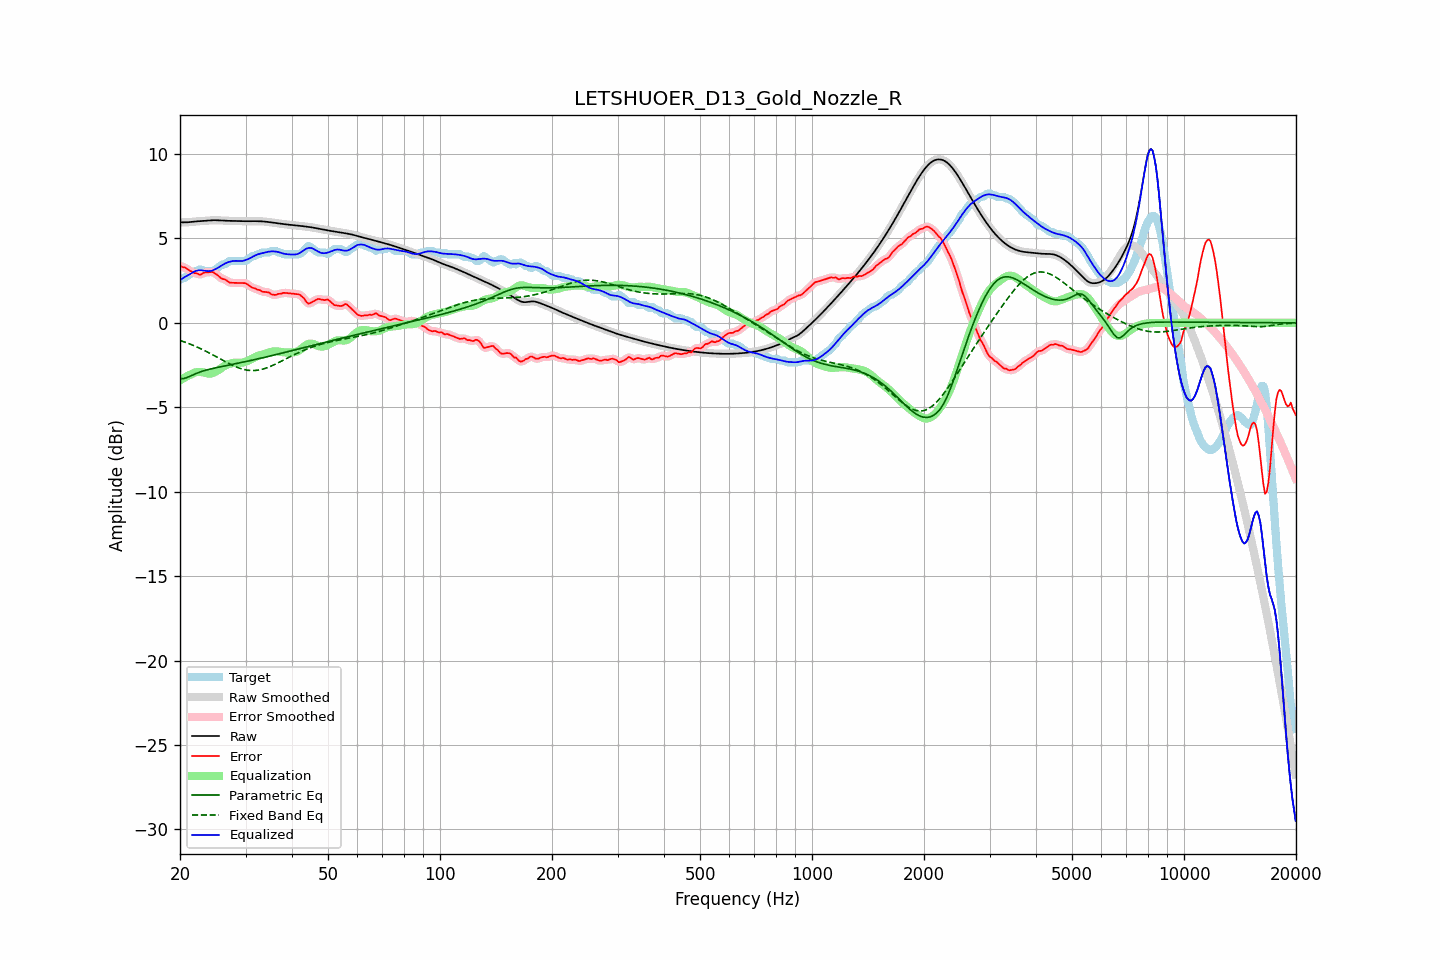 LETSHUOER_D13_Gold_Nozzle_R
10
5
0
−5
−10
−15
−20
−25
−30
Amplitude (dBr)
Target
Raw Smoothed
Error Smoothed
Raw
Error
Equalization
Parametric Eq
Fixed Band Eq
Equalized
20 50 100 200 500 1000 2000 5000 10000 20000
Frequency (Hz)